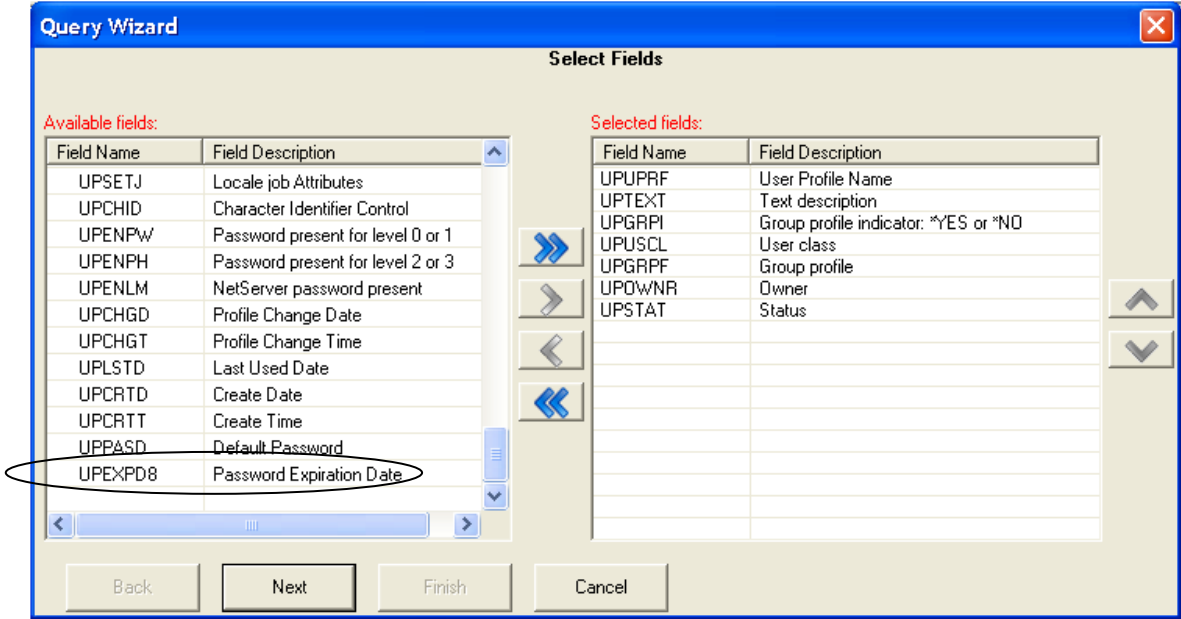 Query Wizard
Select Fields
Available fields:
Field Name Field Description
UPSETJ Locale job Attributes
UPCHID Character Identifier Control
UPENPW Password present for level 0 or 1
UPENPH Password present for level 2 or 3
UPENLM NetServer password present
UPCHGD Profile Change Date
UPCHGT Profile Change Time
UPLSTD Last Used Date
UPCRTD Create Date
UPCRTT Create Time
UPPASD Default Password
UPEXPD8 Password Expiration Date
Selected fields:
Field Name Field Description
UPUPRF User Profile Name
UPTEXT Text description
UPGRPI Group profile indicator: *YES or *NO
UPUSCL User class
UPGRPF Group profile
UPOWNR Owner
UPSTAT Status
Back Next Finish Cancel